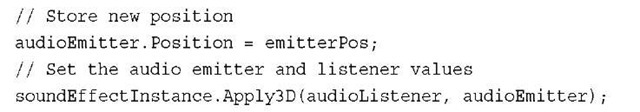 // Store new position
audioEmitter.Position = emitterPos;
// Set the audio emitter and listener values
soundEffectInstance.Apply3D(audioListener, audioEmitter);